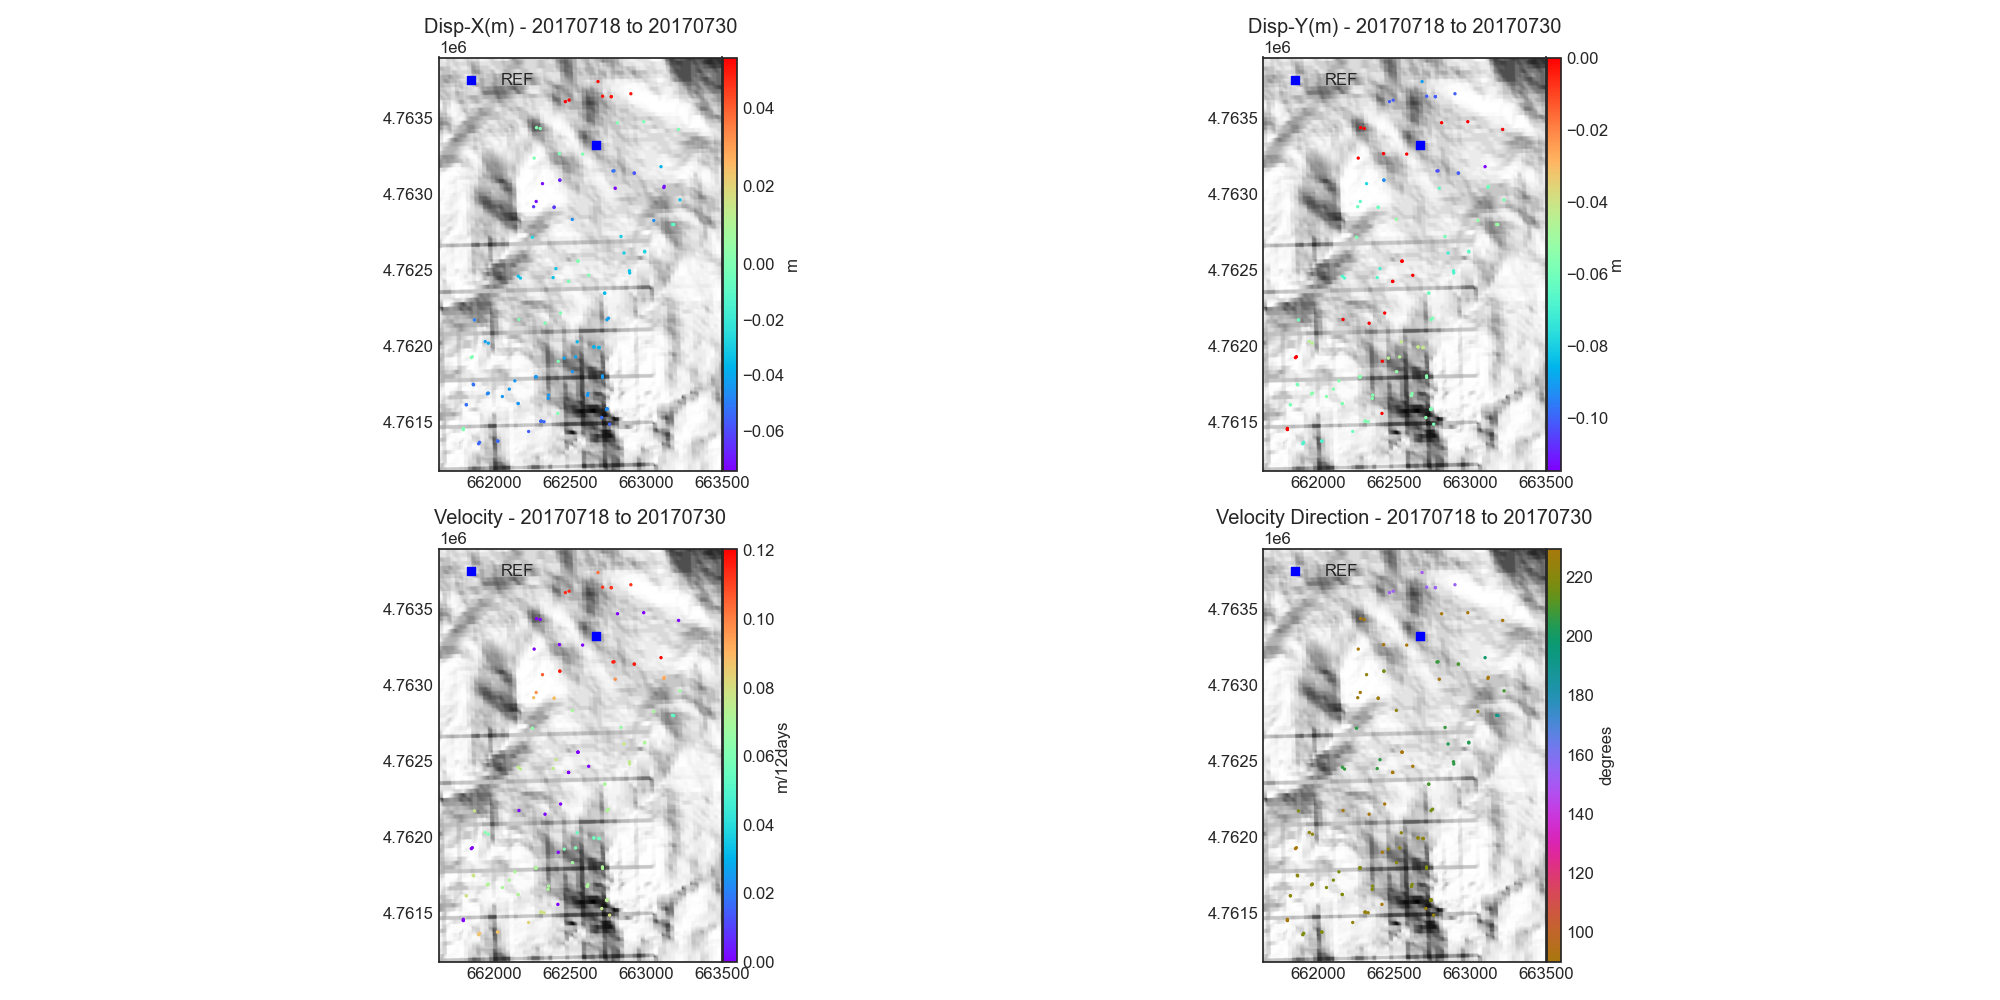 Disp-X(m) - 20170718 to 20170730
1e6
REF
4.7635
4.7630
4.7625
4.7620
4.7615
662000 662500 663000 663500
0.04
0.02
0.00
−0.02
−0.04
−0.06
m
Disp-Y(m) - 20170718 to 20170730
1e6
REF
4.7635
4.7630
4.7625
4.7620
4.7615
662000 662500 663000 663500
0.00
−0.02
−0.04
−0.06
−0.08
−0.10
m
Velocity - 20170718 to 20170730
1e6
REF
4.7635
4.7630
4.7625
4.7620
4.7615
662000 662500 663000 663500
0.12
0.10
0.08
0.06
0.04
0.02
0.00
m/12days
Velocity Direction - 20170718 to 20170730
1e6
REF
4.7635
4.7630
4.7625
4.7620
4.7615
662000 662500 663000 663500
220
200
180
160
140
120
100
degrees